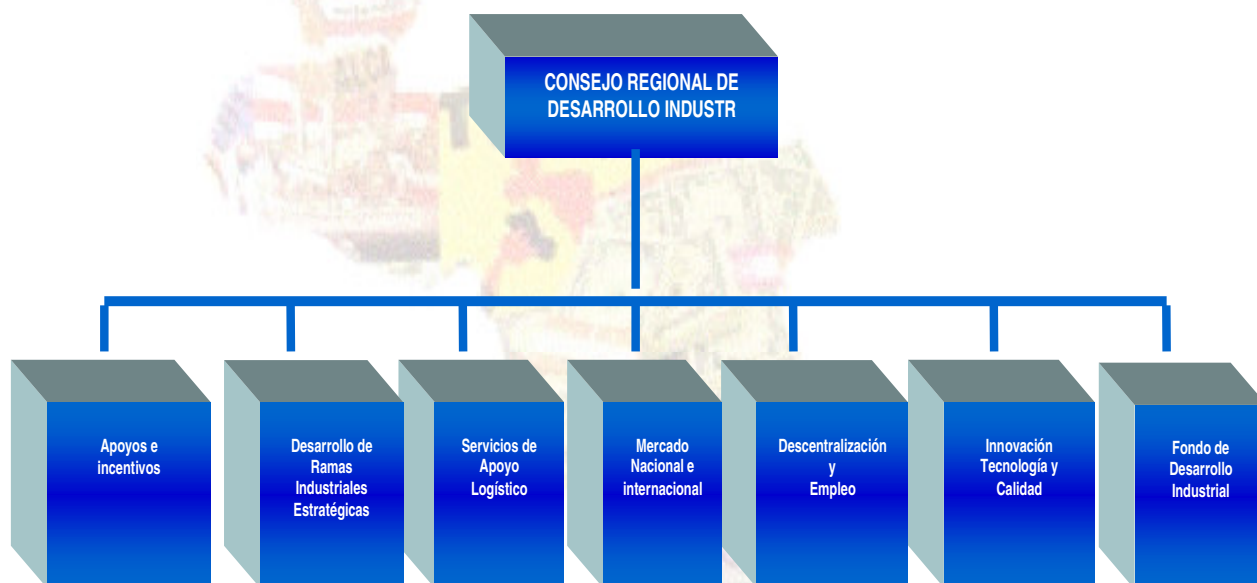 CONSEJO REGIONAL DE
DESARROLLO INDUSTR
Apoyos e
incentivos
Desarrollo de
Ramas
Industriales
Estratégicas
Servicios de
Apoyo
Logístico
Mercado
Nacional e
internacional
Descentralización
y
Empleo
Innovación
Tecnología y
Calidad
Fondo de
Desarrollo
Industrial